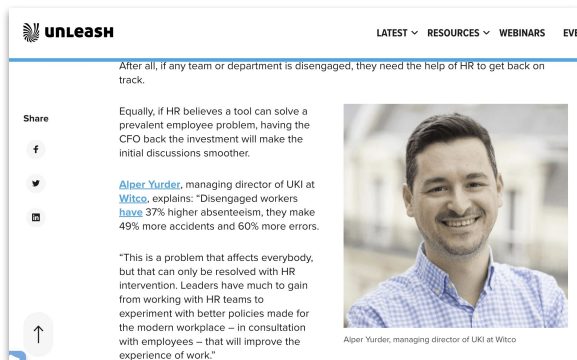 unLeasH
LATEST RESOURCES WEBINARS EVE
After all, if any team or department is disengaged, they need the help of HR to get back on
track.
Share
Equally, if HR believes a tool can solve a
prevalent employee problem, having the
CFO back the investment will make the
initial discussions smoother.
Alper Yurder, managing director of UKI at
Witco, explains: “Disengaged workers
have 37% higher absenteeism, they make
49% more accidents and 60% more errors.
“This is a problem that affects everybody,
but that can only be resolved with HR
intervention. Leaders have much to gain
from working with HR teams to
experiment with better policies made for
the modern workplace – in consultation
with employees – that will improve the
experience of work.”
Alper Yurder, managing director of UKI at Witco